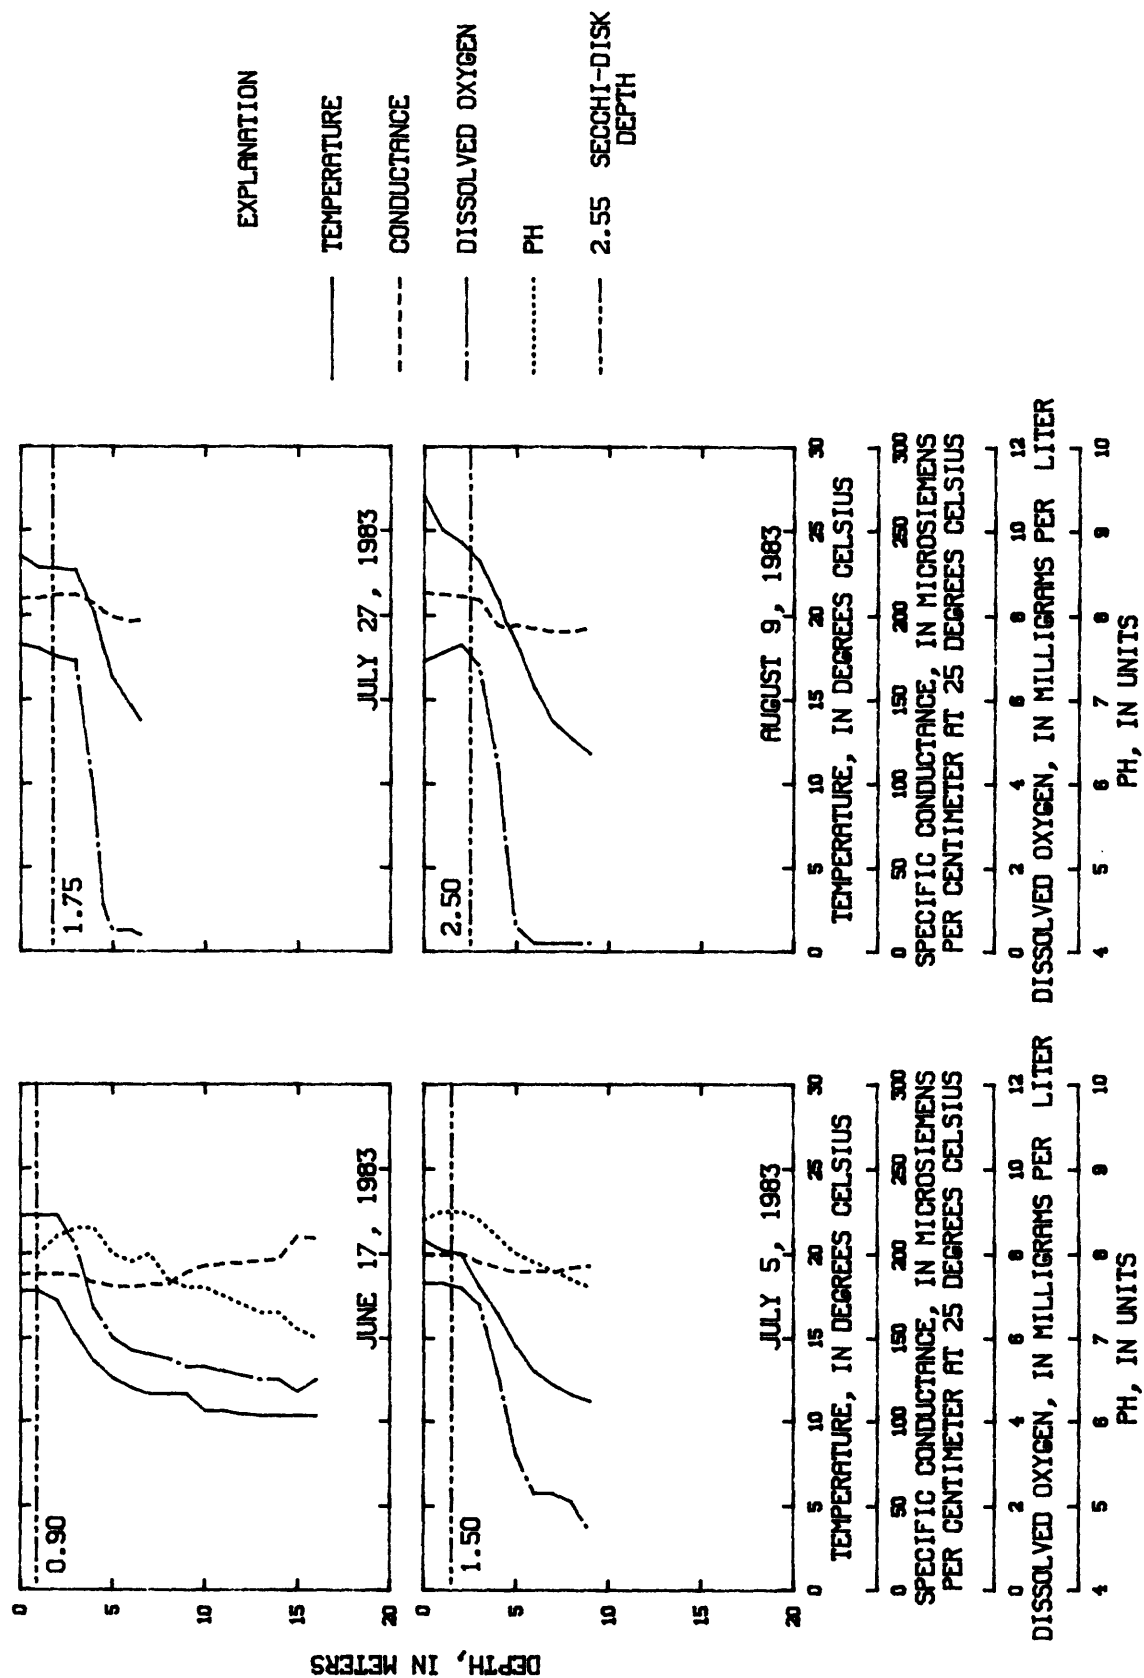 DEPTH, IN METERS
0
5
10
15
20
0.90
JUNE 17, 1983
1.75
JULY 27, 1983
0
5
10
15
20
1.50
JULY 5, 1983
2.50
AUGUST 9, 1983
0 5 10 15 20 25 30
TEMPERATURE, IN DEGREES CELSIUS
0 50 100 150 200 250 300
SPECIFIC CONDUCTANCE, IN MICROSIEMENS
PER CENTIMETER AT 25 DEGREES CELSIUS
0 2 4 6 8 10 12
DISSOLVED OXYGEN, IN MILLIGRAMS PER LITER
4 5 6 7 8 9 10
PH, IN UNITS
0 5 10 15 20 25 30
TEMPERATURE, IN DEGREES CELSIUS
0 50 100 150 200 250 300
SPECIFIC CONDUCTANCE, IN MICROSIEMENS
PER CENTIMETER AT 25 DEGREES CELSIUS
0 2 4 6 8 10 12
DISSOLVED OXYGEN, IN MILLIGRAMS PER LITER
4 5 6 7 8 9 10
PH, IN UNITS
EXPLANATION
TEMPERATURE
CONDUCTANCE
DISSOLVED OXYGEN
PH
2.55 SECCHI-DISK
DEPTH